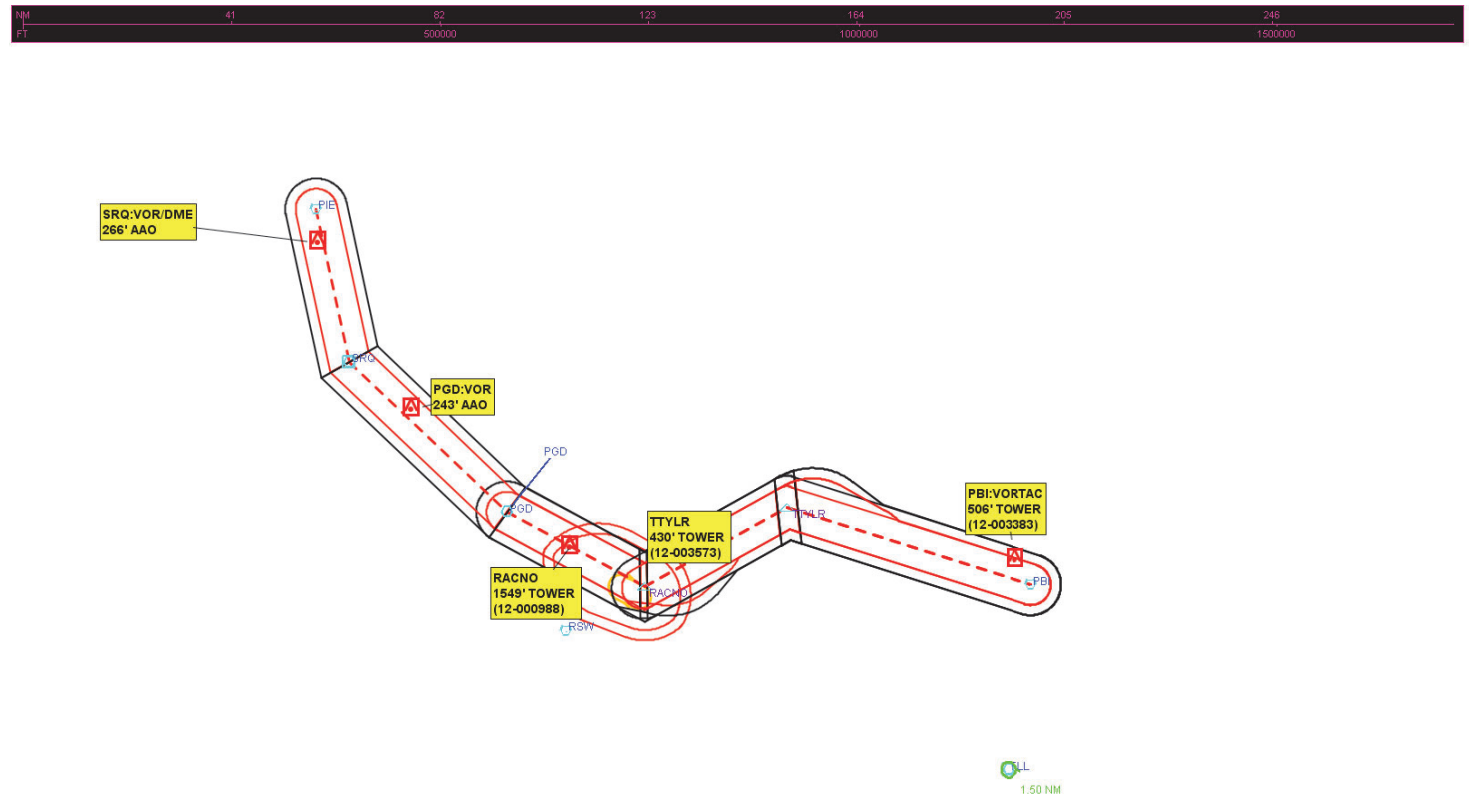 NM 41 82 123 164 205 246
FT 500000 1000000 1500000
PIE
SRQ:VOR/DME
266' AAO
SRQ
PGD:VOR
243' AAO
PGD
PGD
PBI:VORTAC
506' TOWER
(12-003383)
TTYLR
TTYLR
430' TOWER
(12-003573)
RACNO
1549' TOWER
(12-000988)
RACNO
PBI
RSW
1.50 NM